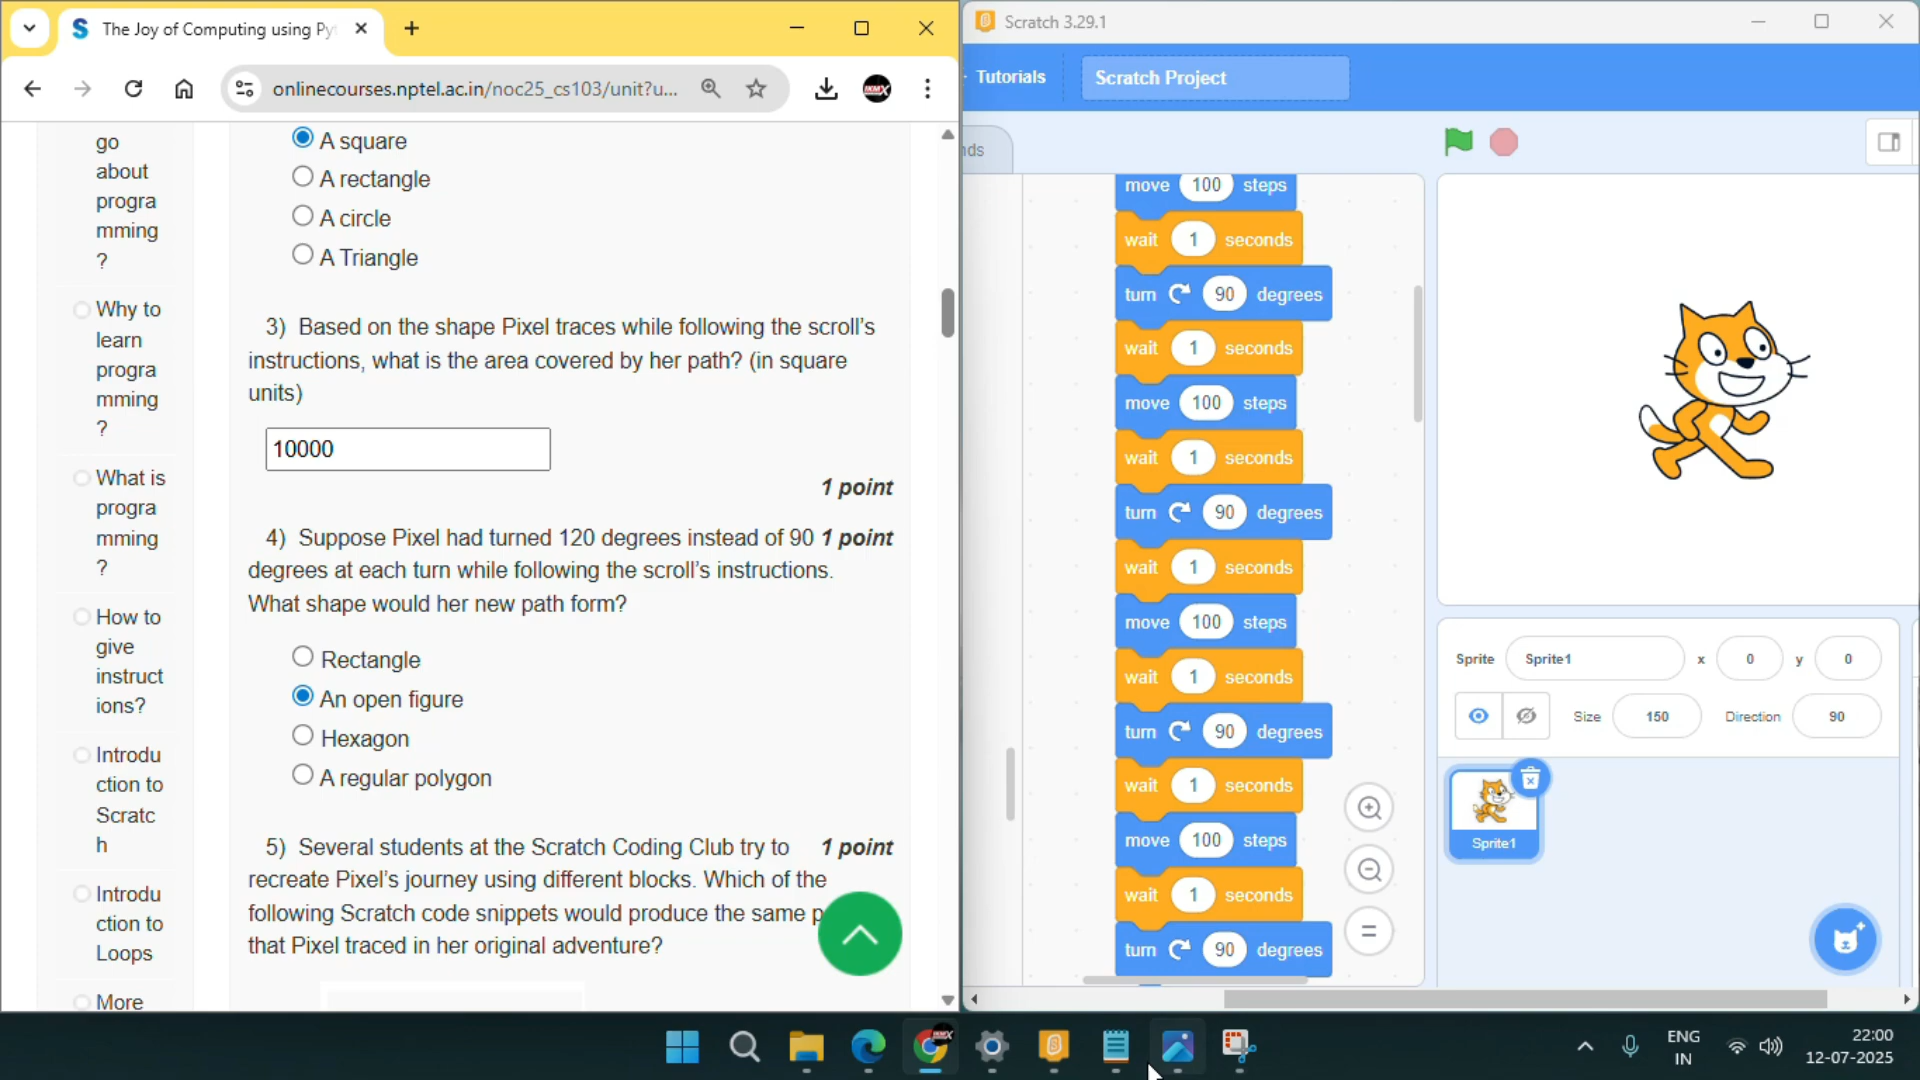 The Joy of Computing using Py
onlinecourses.nptel.ac.in/noc25_cs103/unit?u...
go
about
progra
mming
?
Why to
learn
progra
mming
?
What is
progra
mming
?
How to
give
instruct
ions?
Introdu
ction to
Scratc
h
Introdu
ction to
Loops
More
A square
A rectangle
A circle
A Triangle
3) Based on the shape Pixel traces while following the scroll's
instructions, what is the area covered by her path? (in square
units)
10000
1 point
4) Suppose Pixel had turned 120 degrees instead of 90 1 point
degrees at each turn while following the scroll's instructions.
What shape would her new path form?
Rectangle
An open figure
Hexagon
A regular polygon
5) Several students at the Scratch Coding Club try to 1 point
recreate Pixel's journey using different blocks. Which of the
following Scratch code snippets would produce the same p
that Pixel traced in her original adventure?
Scratch 3.29.1
Tutorials
Scratch Project
nds
move 100 steps
wait 1 seconds
turn 90 degrees
wait 1 seconds
move 100 steps
wait 1 seconds
turn 90 degrees
wait 1 seconds
move 100 steps
wait 1 seconds
turn 90 degrees
wait 1 seconds
move 100 steps
wait 1 seconds
turn 90 degrees
Sprite Sprite1 x 0 y 0
Size 150 Direction 90
Sprite1
ENG
IN
22:00
12-07-2025